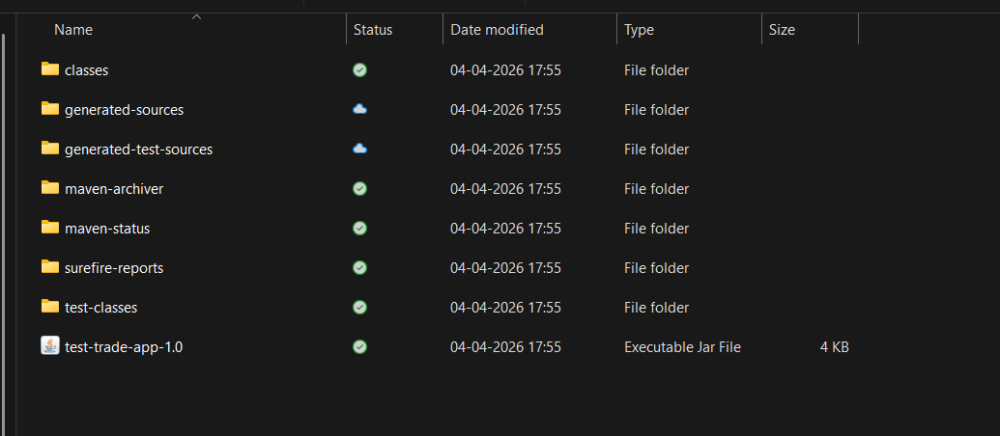 Name Status Date modified Type Size
classes 04-04-2026 17:55 File folder
generated-sources 04-04-2026 17:55 File folder
generated-test-sources 04-04-2026 17:55 File folder
maven-archiver 04-04-2026 17:55 File folder
maven-status 04-04-2026 17:55 File folder
surefire-reports 04-04-2026 17:55 File folder
test-classes 04-04-2026 17:55 File folder
test-trade-app-1.0 04-04-2026 17:55 Executable Jar File 4 KB